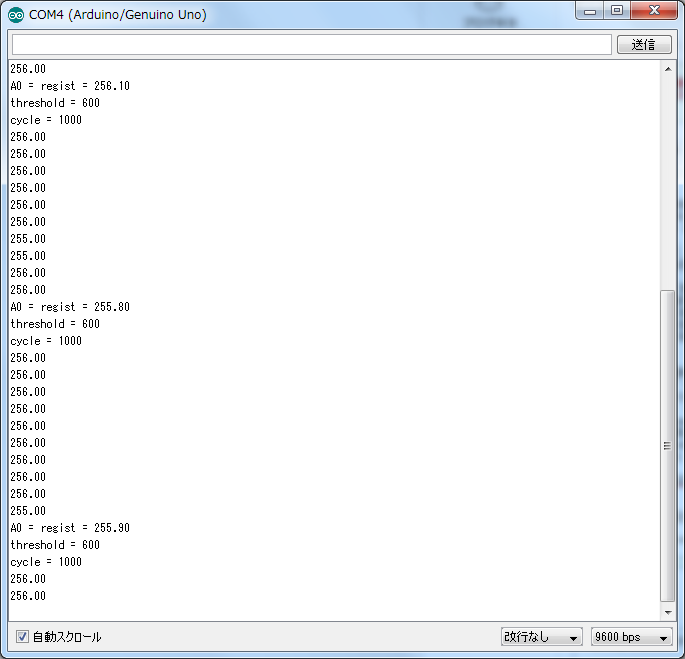 COM4 (Arduino/Genuino Uno)
送信
256.00
A0 = regist = 256.10
threshold = 600
cycle = 1000
256.00
256.00
256.00
256.00
256.00
256.00
255.00
255.00
256.00
256.00
A0 = regist = 255.80
threshold = 600
cycle = 1000
256.00
256.00
256.00
256.00
256.00
256.00
256.00
256.00
256.00
255.00
A0 = regist = 255.90
threshold = 600
cycle = 1000
256.00
256.00
自動スクロール
改行なし
9600 bps